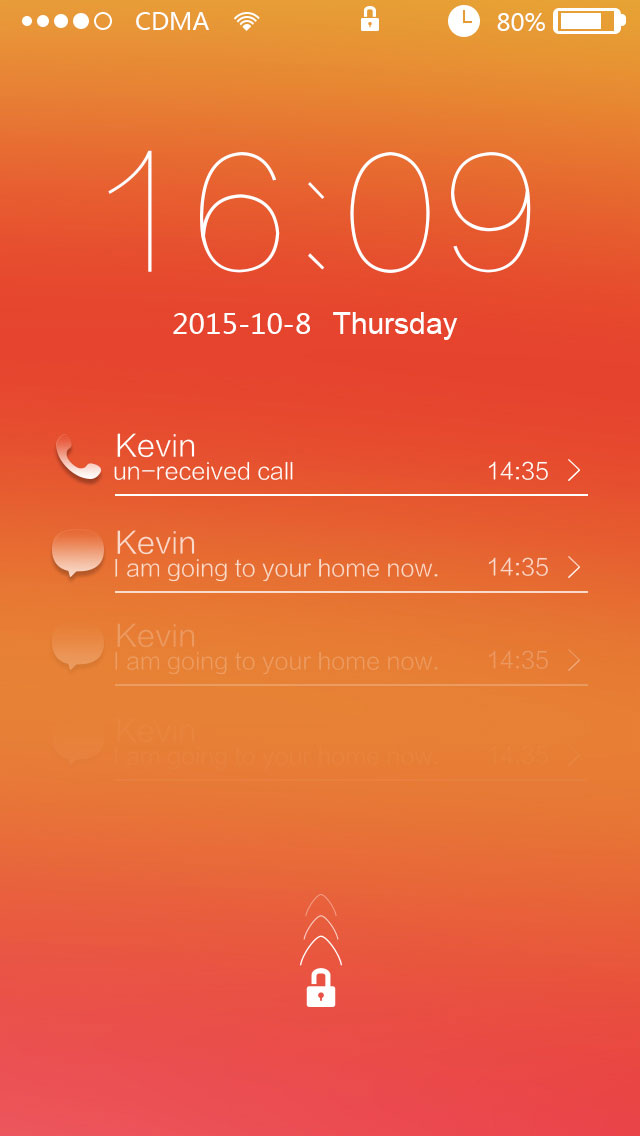 CDMA 80%
16:09
2015-10-8 Thursday
Kevin
un-received call 14:35
Kevin
I am going to your home now. 14:35
Kevin
I am going to your home now. 14:35
Kevin
I am going to your home now. 14:35